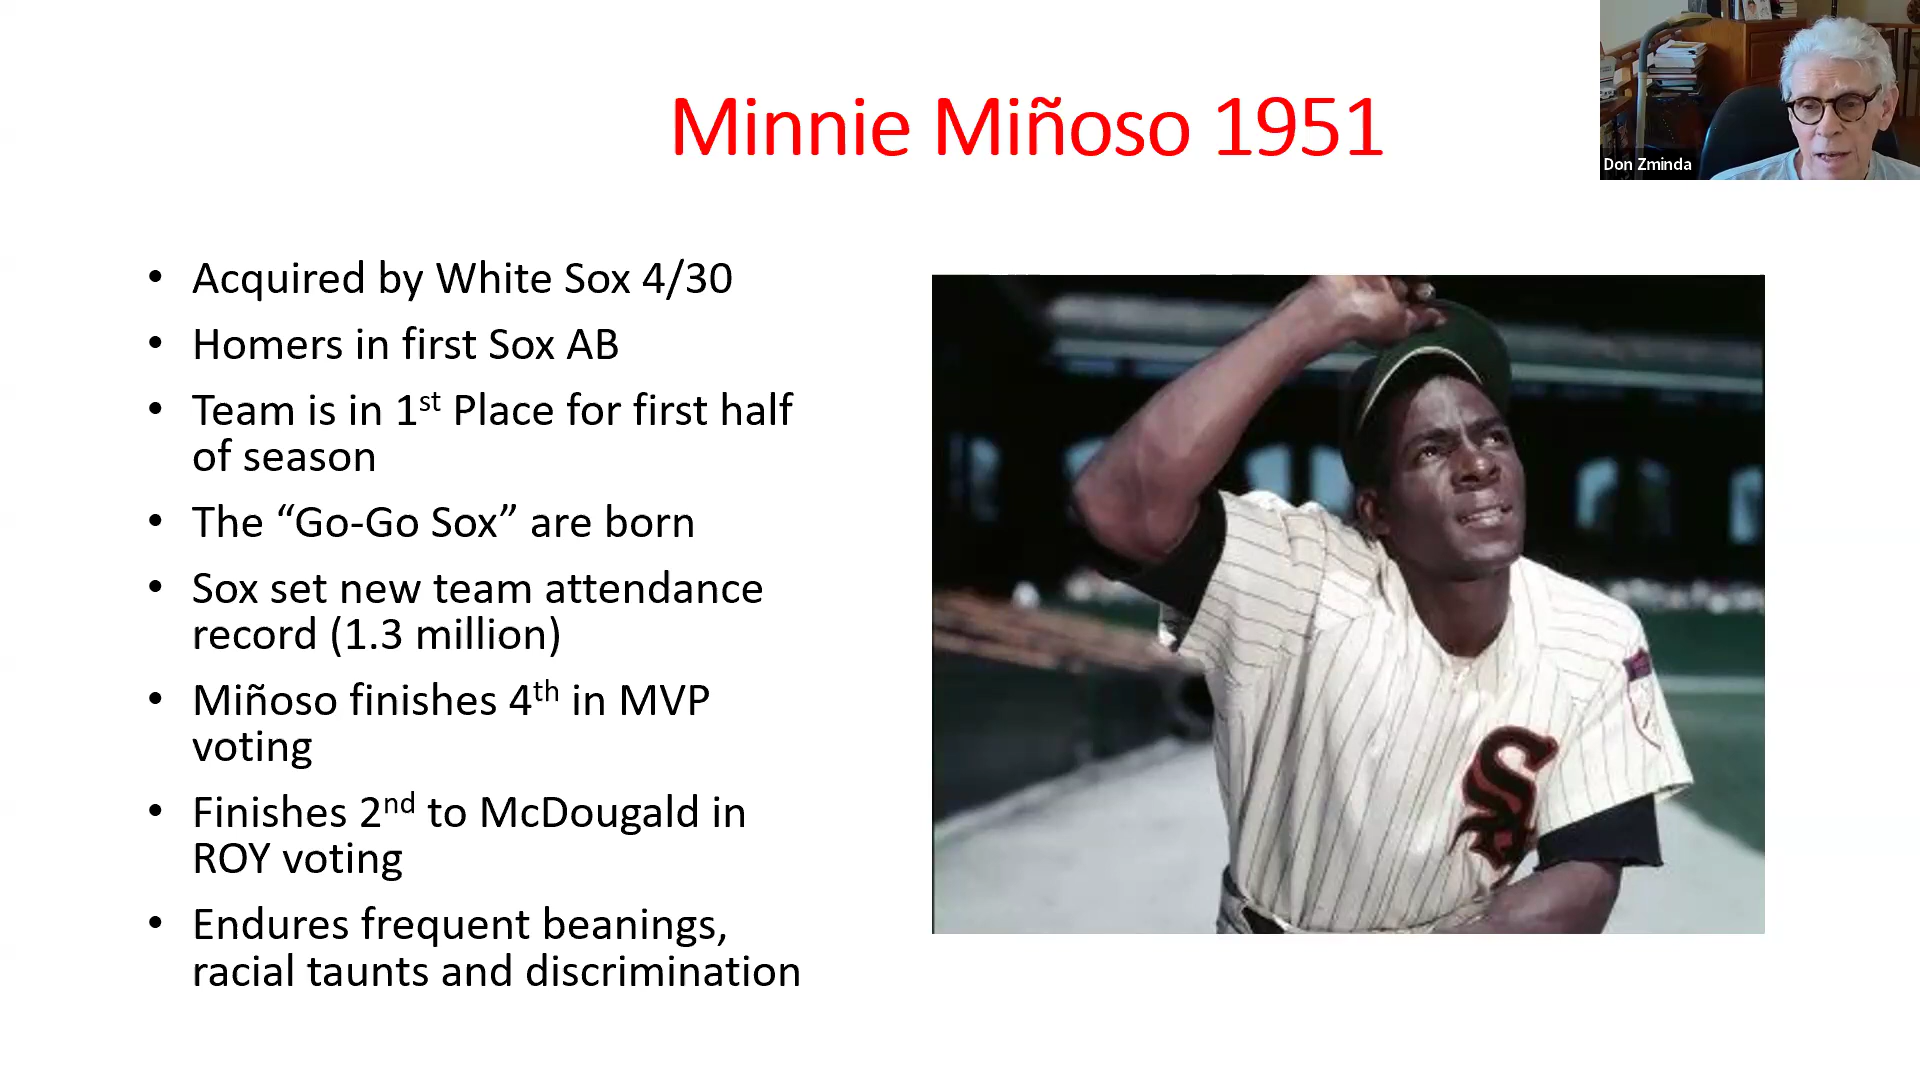 Minnie Miñoso 1951
Don Zminda
• Acquired by White Sox 4/30
• Homers in first Sox AB
• Team is in 1st Place for first half
of season
• The “Go-Go Sox” are born
• Sox set new team attendance
record (1.3 million)
• Miñoso finishes 4th in MVP
voting
• Finishes 2nd to McDougald in
ROY voting
• Endures frequent beanings,
racial taunts and discrimination
Sox